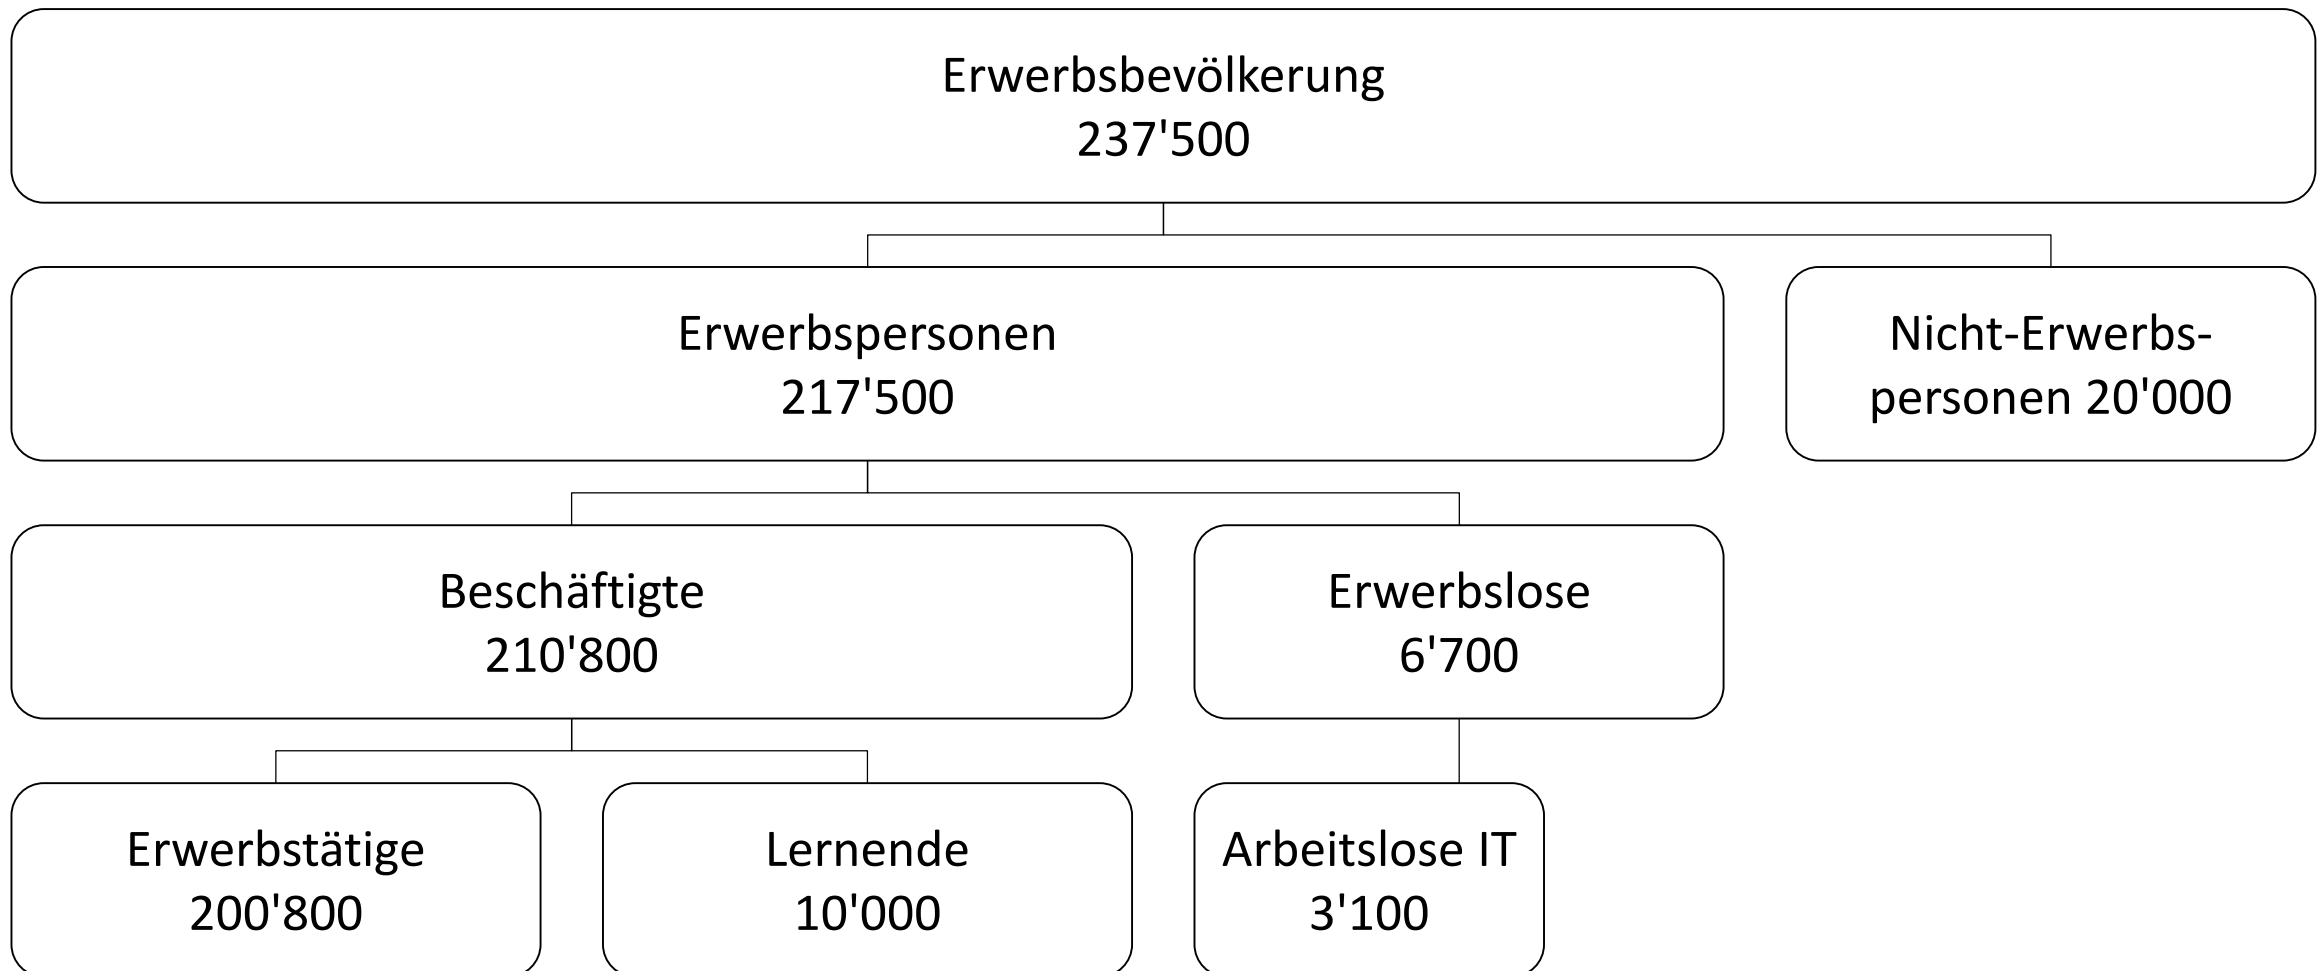 Erwerbsbevölkerung
237'500
Erwerbspersonen
217'500
Nicht-Erwerbs-
personen 20'000
Beschäftigte
210'800
Erwerbslose
6'700
Erwerbstätige
200'800
Lernende
10'000
Arbeitslose IT
3'100